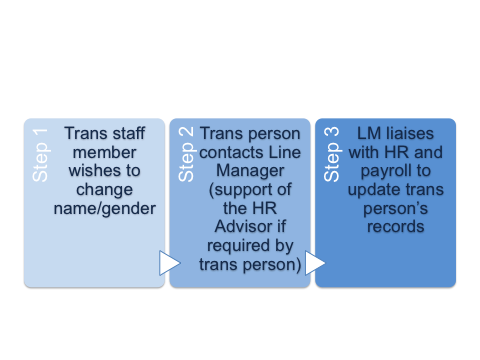 Step 1
Trans staff
member
wishes to
change
name/gender
Step 2
Trans person
contacts Line
Manager
(support of
the HR
Advisor if
required by
trans person)
Step 3
LM liaises
with HR and
payroll to
update trans
person’s
records